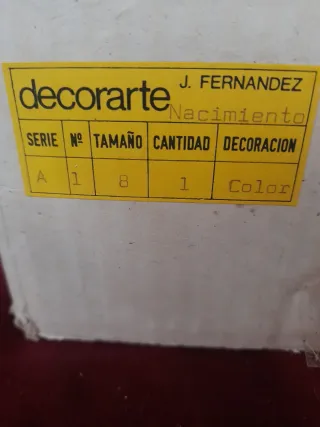 decorarte J. FERNANDEZ
Nacimiento
SERIE Nº TAMAÑO CANTIDAD DECORACION
A 1 8 1 Color